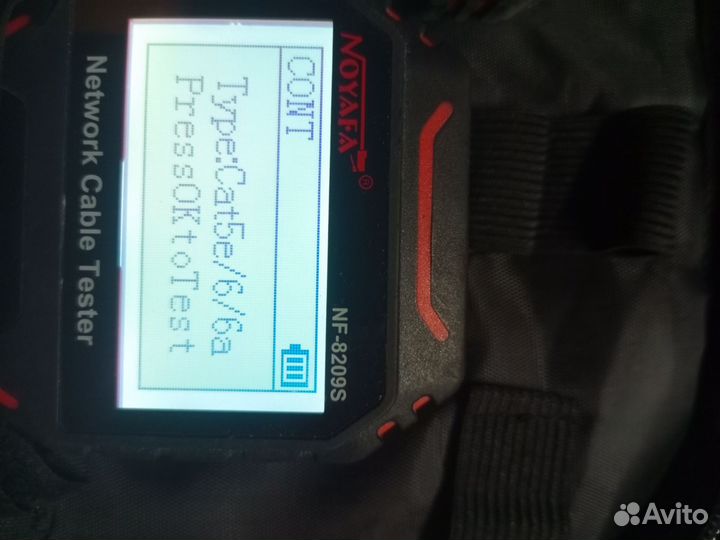 NOYAFA®
NF-8209S
CONT
Type:Cat5e/6/6a
PressOKtoTest
Network Cable Tester
Avito